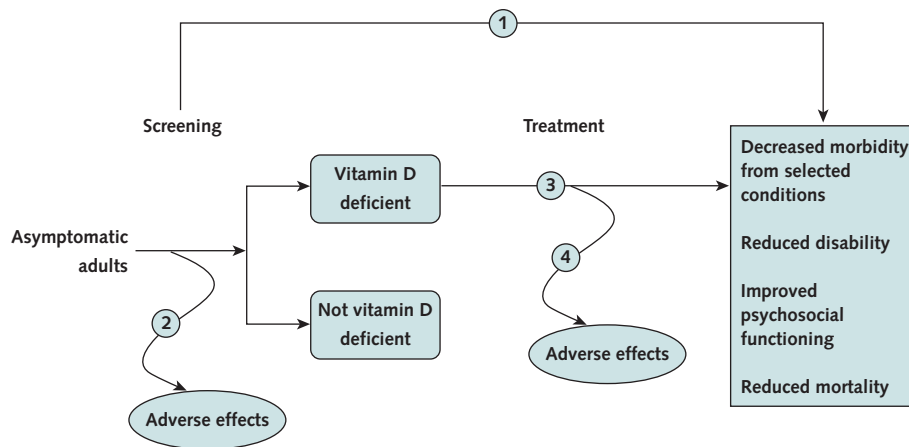 1
Screening
Treatment
Decreased morbidity
from selected
conditions
Reduced disability
Improved
psychosocial
functioning
Reduced mortality
Vitamin D
deficient
3
Asymptomatic
adults
4
Not vitamin D
deficient
2
Adverse effects
Adverse effects